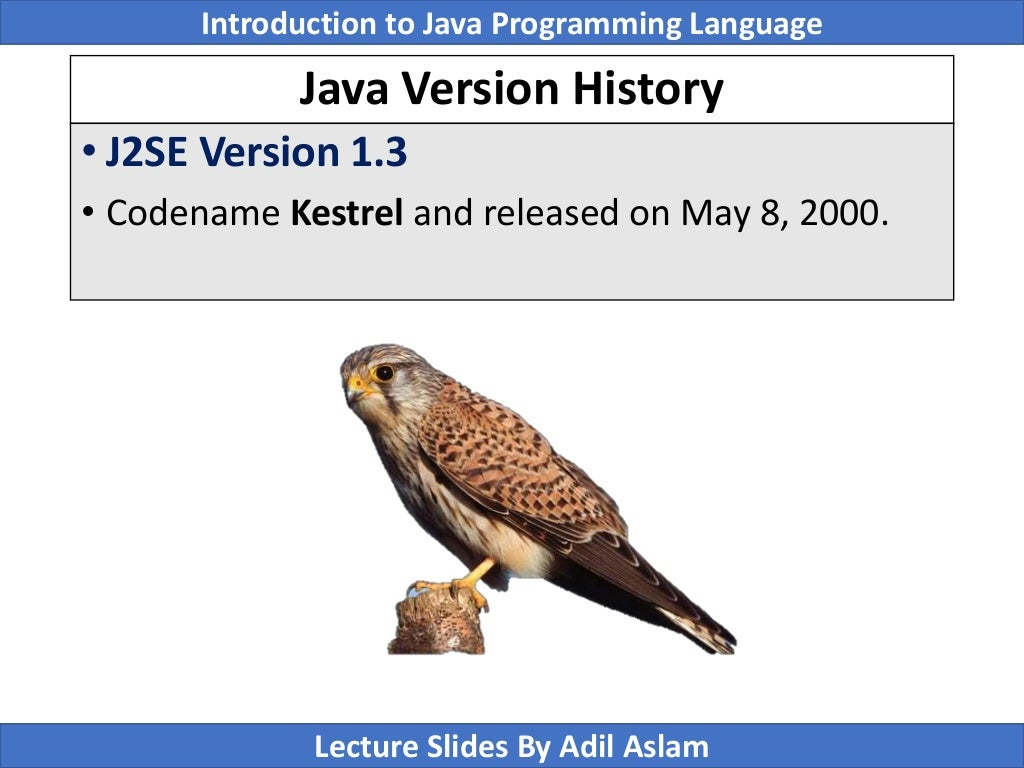 Introduction to Java Programming Language
Java Version History
• J2SE Version 1.3
• Codename Kestrel and released on May 8, 2000.
Lecture Slides By Adil Aslam